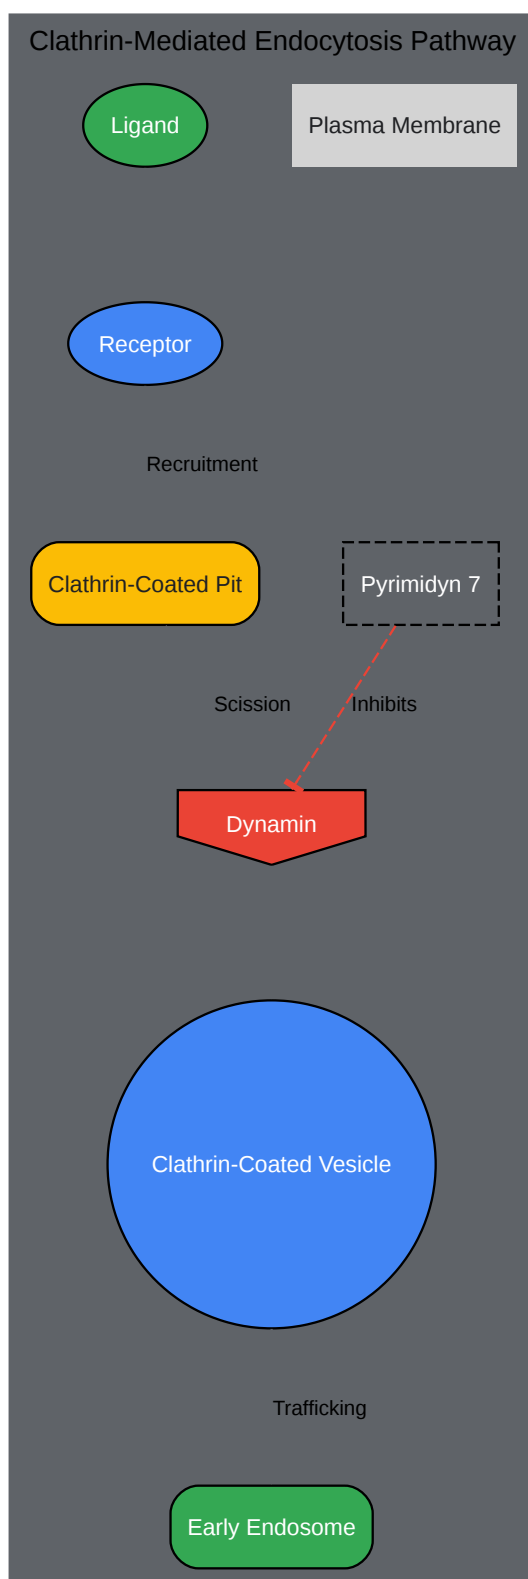 Clathrin-Mediated Endocytosis Pathway
Ligand
Plasma Membrane
Receptor
Recruitment
Clathrin-Coated Pit
Pyrimidyn 7
Scission
Inhibits
Dynamin
Clathrin-Coated Vesicle
Trafficking
Early Endosome